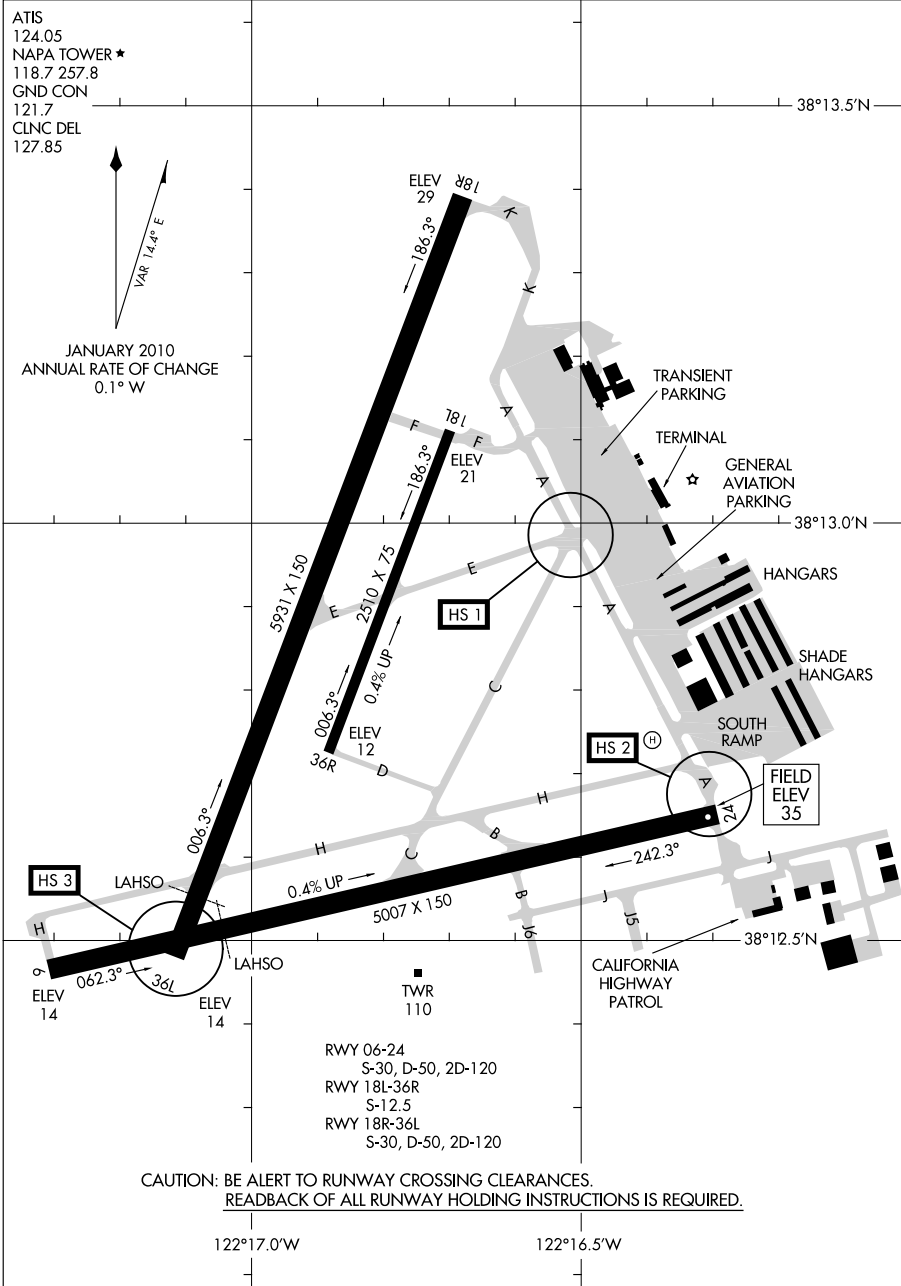 ATIS
124.05
NAPA TOWER ★
118.7 257.8
GND CON
121.7
CLNC DEL
127.85
38°13.5'N
VAR 14.4° E
JANUARY 2010
ANNUAL RATE OF CHANGE
0.1° W
ELEV
29
18R
K
186.3°
K
TRANSIENT
PARKING
A
TERMINAL
F
18L
F
ELEV
21
186.3°
A
GENERAL
AVIATION
PARKING
38°13.0'N
5931 X 150
2510 X 75
E
E
HS 1
A
HANGARS
SHADE
HANGARS
C
006.3°
0.4% UP
36R
ELEV
12
D
SOUTH
RAMP
HS 2
H
A
FIELD
ELEV
35
24
006.3°
H
B
H
C
242.3°
J
HS 3
LAHSO
0.4% UP
5007 X 150
B
J
J5
J6
H
38°12.5'N
6
062.3°
36L
LAHSO
ELEV
14
ELEV
14
TWR
110
CALIFORNIA
HIGHWAY
PATROL
RWY 06-24
S-30, D-50, 2D-120
RWY 18L-36R
S-12.5
RWY 18R-36L
S-30, D-50, 2D-120
CAUTION: BE ALERT TO RUNWAY CROSSING CLEARANCES.
READBACK OF ALL RUNWAY HOLDING INSTRUCTIONS IS REQUIRED.
122°17.0'W
122°16.5'W